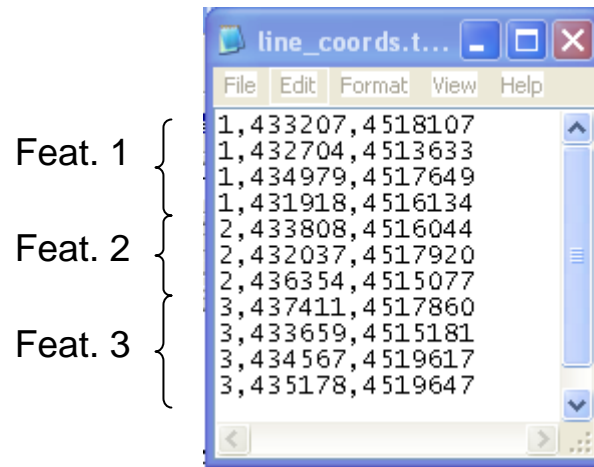 line_coords.t...
File Edit Format View Help
Feat. 1
Feat. 2
Feat. 3
1,433207,4518107
1,432704,4513633
1,434979,4517649
1,431918,4516134
2,433808,4516044
2,432037,4517920
2,436354,4515077
3,437411,4517860
3,433659,4515181
3,434567,4519617
3,435178,4519647